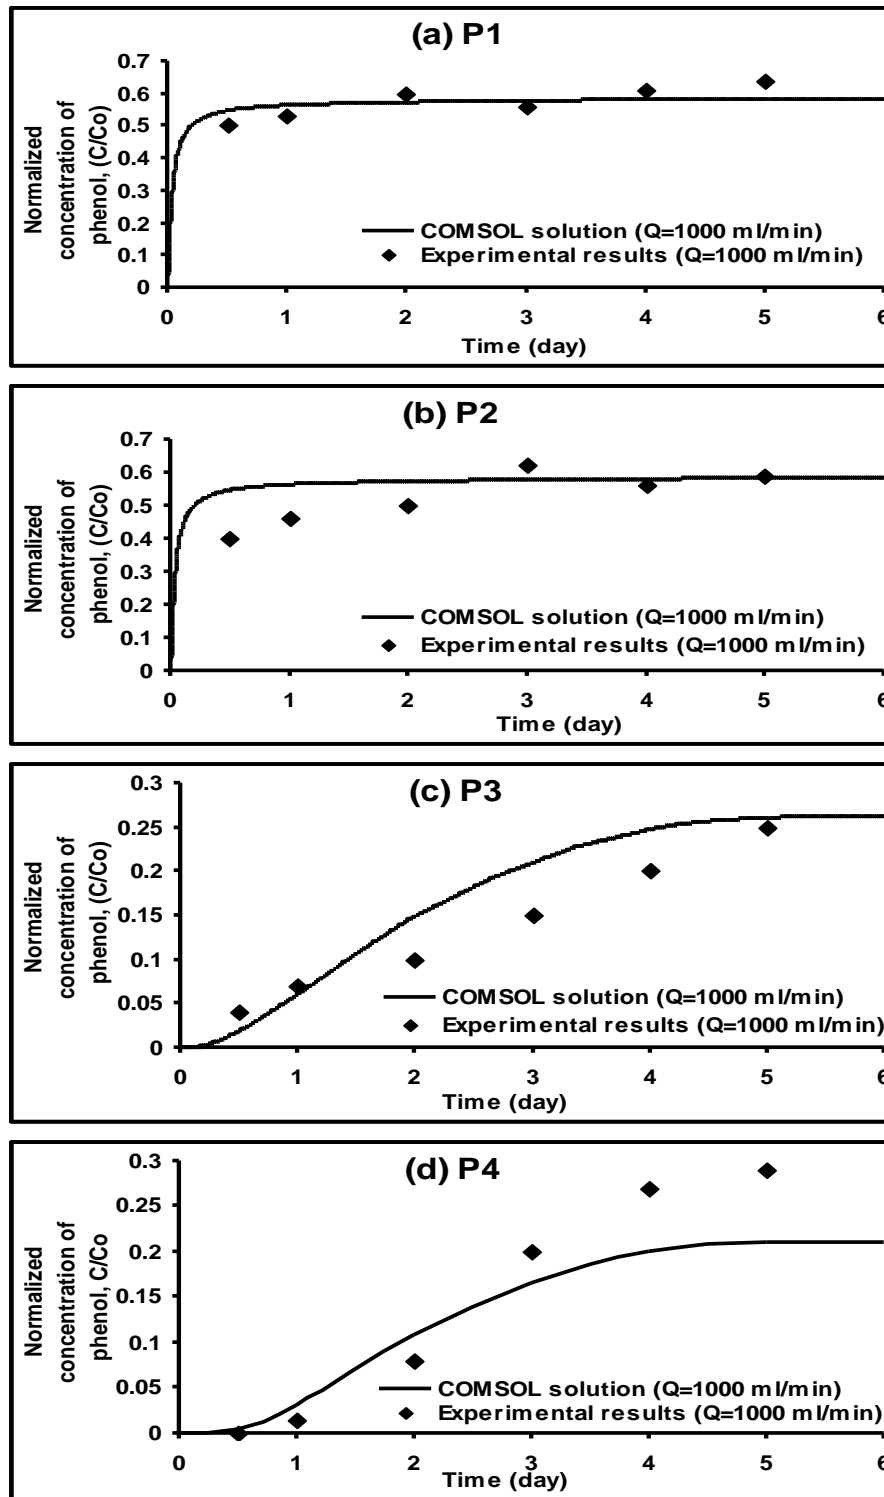 (a) P1
Normalized
concentration of
phenol, (C/Co)
0.7
0.6
0.5
0.4
0.3
0.2
0.1
0
COMSOL solution (Q=1000 ml/min)
Experimental results (Q=1000 ml/min)
0 1 2 3 4 5 6
Time (day)
(b) P2
Normalized
concentration of
phenol, (C/Co)
0.7
0.6
0.5
0.4
0.3
0.2
0.1
0
COMSOL solution (Q=1000 ml/min)
Experimental results (Q=1000 ml/min)
0 1 2 3 4 5 6
Time (day)
(c) P3
Normalized
concentration of
phenol, (C/Co)
0.3
0.25
0.2
0.15
0.1
0.05
0
COMSOL solution (Q=1000 ml/min)
Experimental results (Q=1000 ml/min)
0 1 2 3 4 5 6
Time (day)
(d) P4
Normalized
concentration of
phenol, C/Co
0.3
0.25
0.2
0.15
0.1
0.05
0
COMSOL solution (Q=1000 ml/min)
Experimental results (Q=1000 ml/min)
0 1 2 3 4 5 6
Time (day)